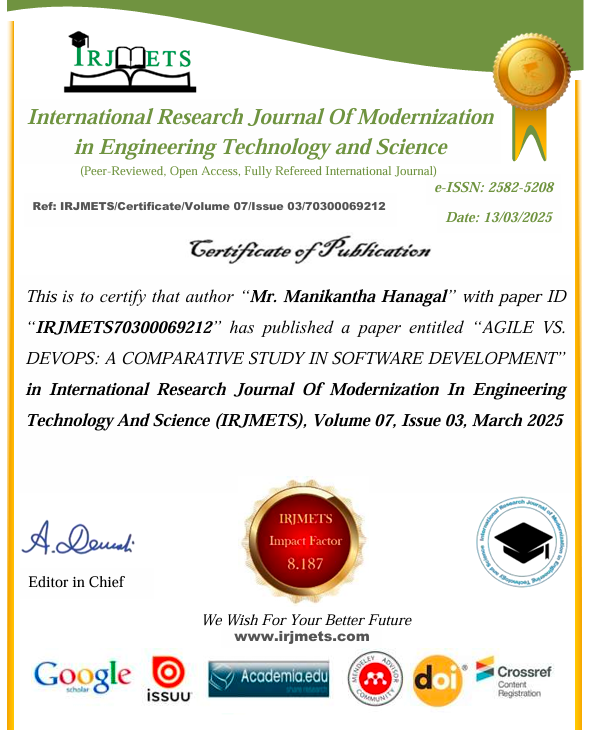 IRJMETS
International Research Journal Of Modernization
in Engineering Technology and Science
(Peer-Reviewed, Open Access, Fully Refereed International Journal)
e-ISSN: 2582-5208
Ref: IRJMETS/Certificate/Volume 07/Issue 03/70300069212
Date: 13/03/2025
Certificate of Publication
This is to certify that author “Mr. Manikantha Hanagal” with paper ID
“IRJMETS70300069212” has published a paper entitled “AGILE VS.
DEVOPS: A COMPARATIVE STUDY IN SOFTWARE DEVELOPMENT”
in International Research Journal Of Modernization In Engineering
Technology And Science (IRJMETS), Volume 07, Issue 03, March 2025
IRJMETS
Impact Factor
8.187
International Research Journal of Modernization in Engineering Technology and Science
A. Denush
Editor in Chief
We Wish For Your Better Future
www.irjmets.com
Google
scholar
issuu
Academia.edu
share research
MENDELEY ADVISOR
COMMUNITY
doi®
Crossref
Content
Registration